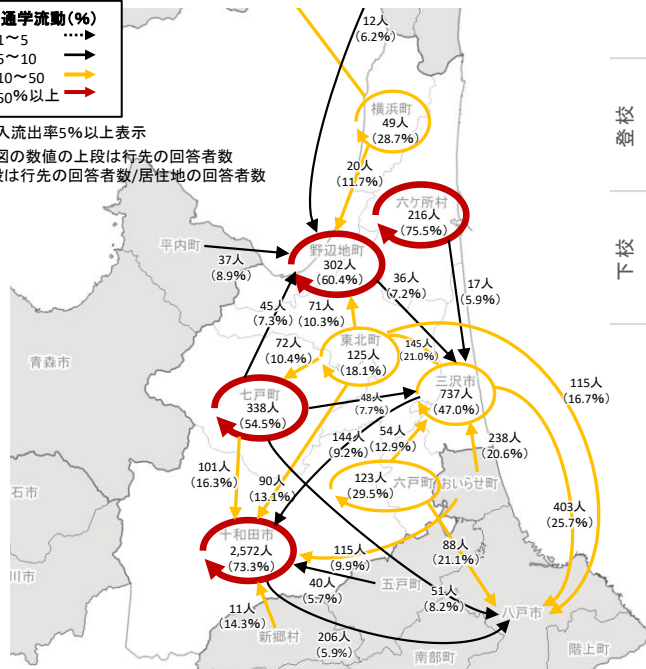 通学流動(%)
1～5
5～10
10～50
50%以上
入流出率5%以上表示
図の数値の上段は行先の回答者数
段は行先の回答者数/居住地の回答者数
登校
下校
12人
(6.2%)
横浜町
49人
(28.7%)
20人
(11.7%)
六ケ所村
216人
(75.5%)
平内町
37人
(8.9%)
野辺地町
302人
(60.4%)
36人
(7.2%)
17人
(5.9%)
45人
(7.3%)
71人
(10.3%)
72人
(10.4%)
東北町
125人
(18.1%)
145人
(21.0%)
青森市
三沢市
737人
(47.0%)
115人
(16.7%)
七戸町
338人
(54.5%)
48人
(7.7%)
144人
(9.2%)
54人
(12.9%)
238人
(20.6%)
101人
(16.3%)
90人
(13.1%)
123人
(29.5%)
六戸町
おいらせ町
石市
403人
(25.7%)
十和田市
2,572人
(73.3%)
115人
(9.9%)
88人
(21.1%)
川市
40人
(5.7%)
五戸町
51人
(8.2%)
八戸市
11人
(14.3%)
新郷村
206人
(5.9%)
南部町
階上町